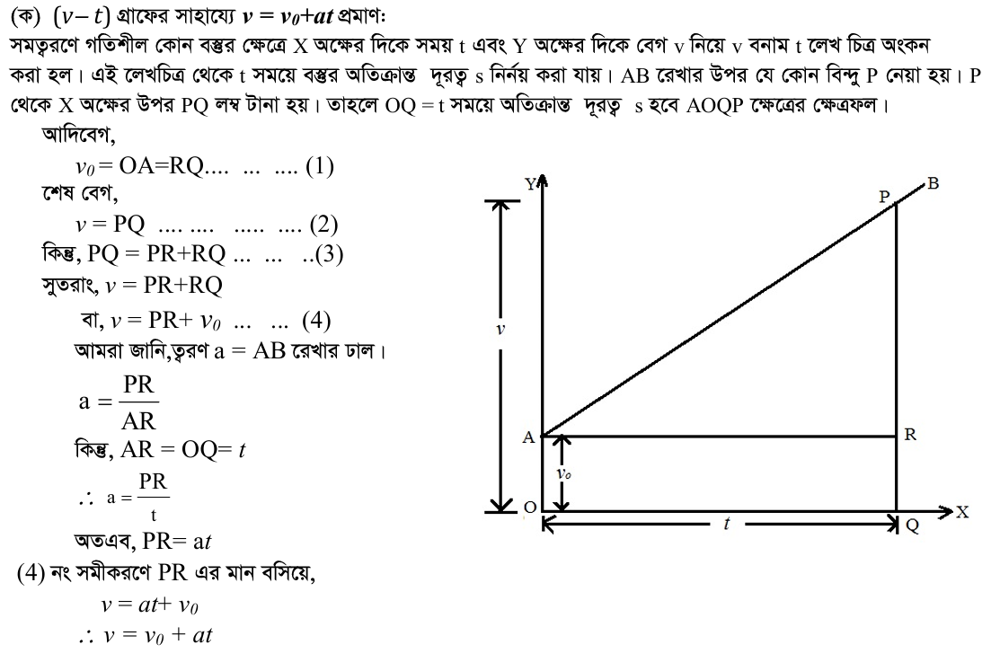 (ক) (v– t) গ্রাফের সাহায্যে v = v₀+at প্রমাণঃ
সমত্বরণে গতিশীল কোন বস্তুর ক্ষেত্রে X অক্ষের দিকে সময় t এবং Y অক্ষের দিকে বেগ v নিয়ে v বনাম t লেখ চিত্র অংকন
করা হল। এই লেখচিত্র থেকে t সময়ে বস্তুর অতিক্রান্ত দূরত্ব s নির্নয় করা যায়। AB রেখার উপর যে কোন বিন্দু P নেয়া হয়। P
থেকে X অক্ষের উপর PQ লম্ব টানা হয়। তাহলে OQ = t সময়ে অতিক্রান্ত দূরত্ব s হবে AOQP ক্ষেত্রের ক্ষেত্রফল।
আদিবেগ,
v₀ = OA=RQ.... ... .... (1)
শেষ বেগ,
v = PQ .... .... ..... .... (2)
কিন্তু, PQ = PR+RQ ... ... ..(3)
সুতরাং, v = PR+RQ
বা, v = PR+ v₀ ... ... (4)
আমরা জানি,ত্বরণ a = AB রেখার ঢাল।
a = PR/AR
কিন্তু, AR = OQ= t
∴ a = PR/t
অতএব, PR= at
(4) নং সমীকরণে PR এর মান বসিয়ে,
v = at+ v₀
∴ v = v₀ + at
Y
P
B
v
A
R
v₀
O
X
t
Q